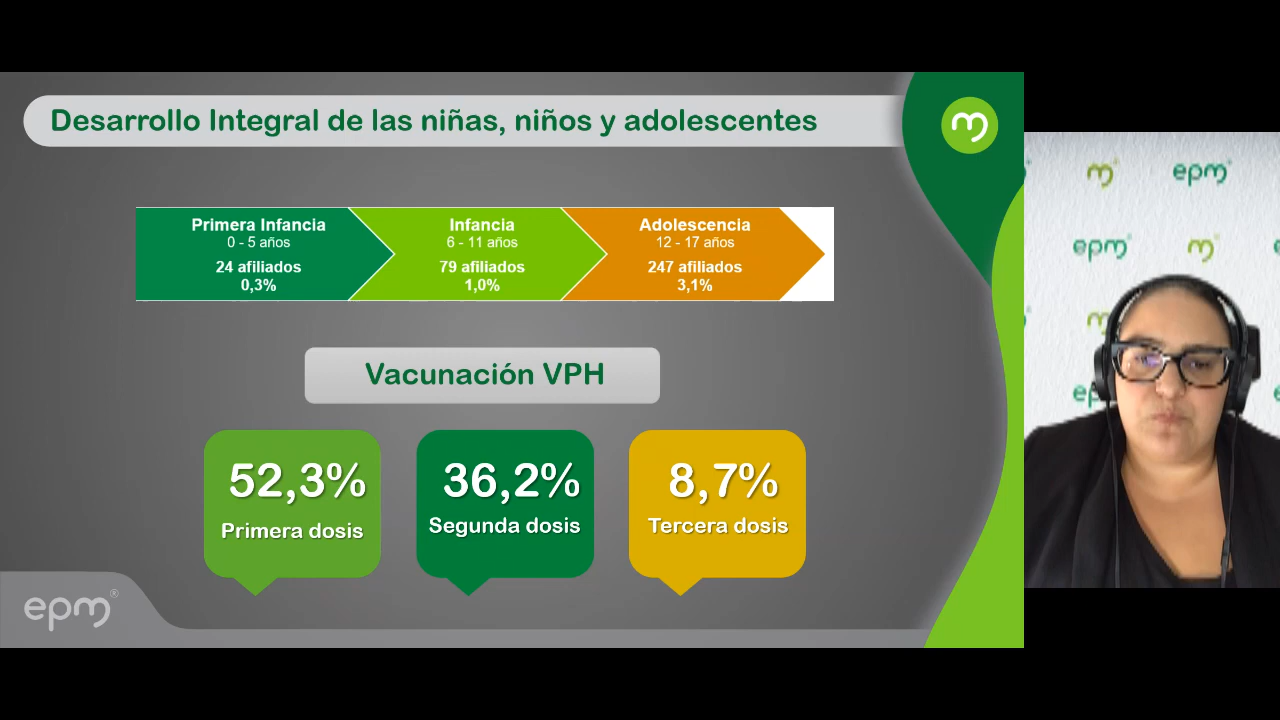 Desarrollo Integral de las niñas, niños y adolescentes
Primera Infancia
0 - 5 años
24 afiliados
0,3%
Infancia
6 - 11 años
79 afiliados
1,0%
Adolescencia
12 - 17 años
247 afiliados
3,1%
Vacunación VPH
52,3%
Primera dosis
36,2%
Segunda dosis
8,7%
Tercera dosis
epm®
m
m
epm
epm
m
m
ep